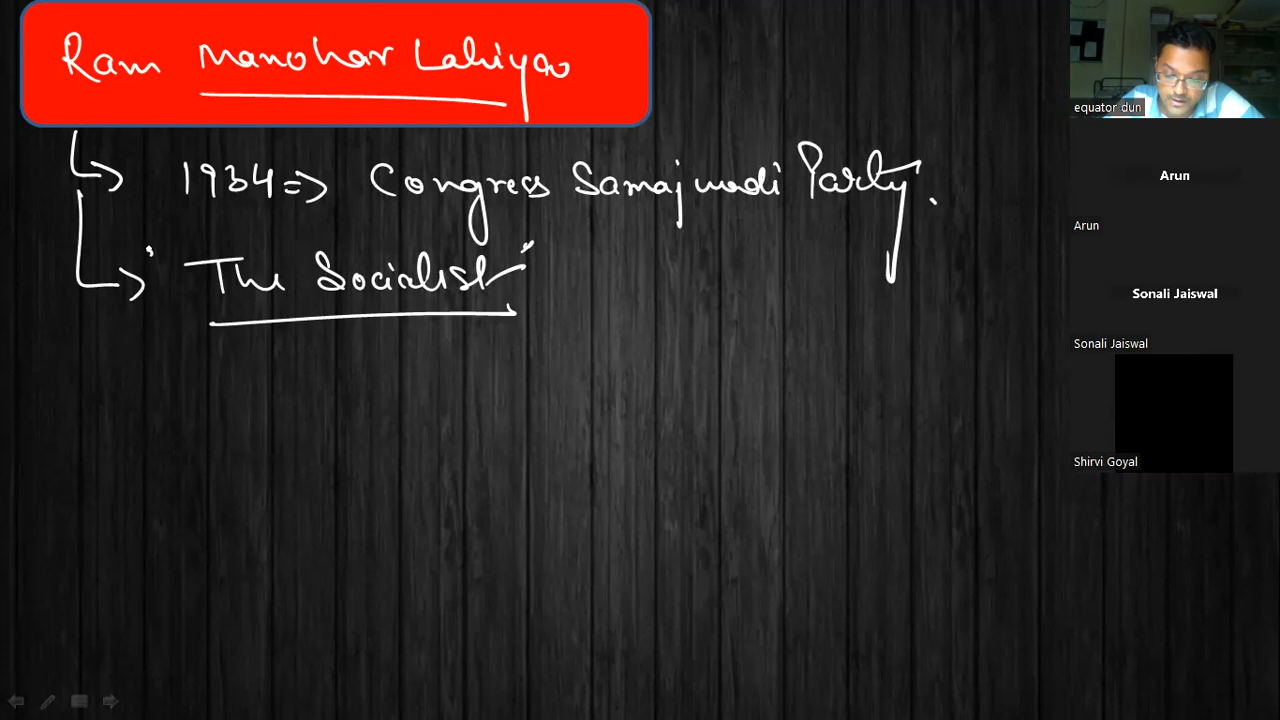 Ram Manohar Lahiya
1934 => Congress Samajwadi Party.
"The Socialist"
equator dun
Arun
Arun
Sonali Jaiswal
Sonali Jaiswal
Shirvi Goyal